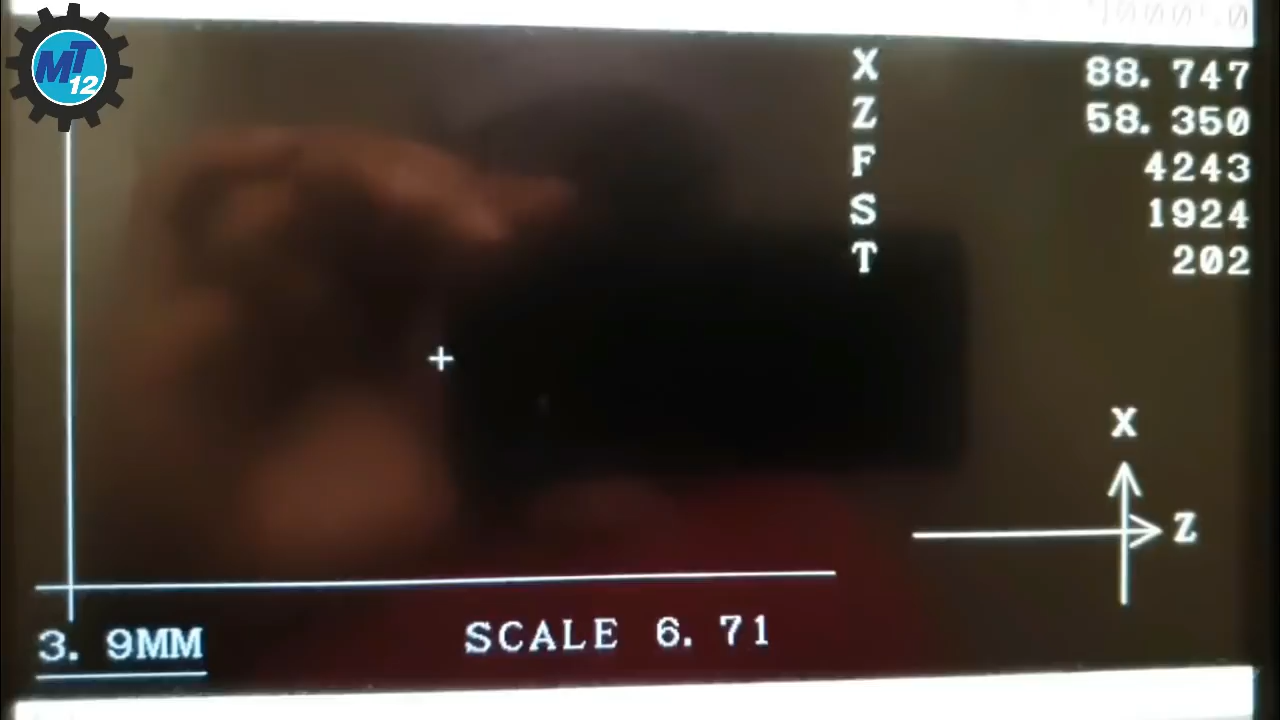 MT
12
X 88. 747
Z 58. 350
F 4243
S 1924
T 202
X
Z
3. 9MM
SCALE 6. 71